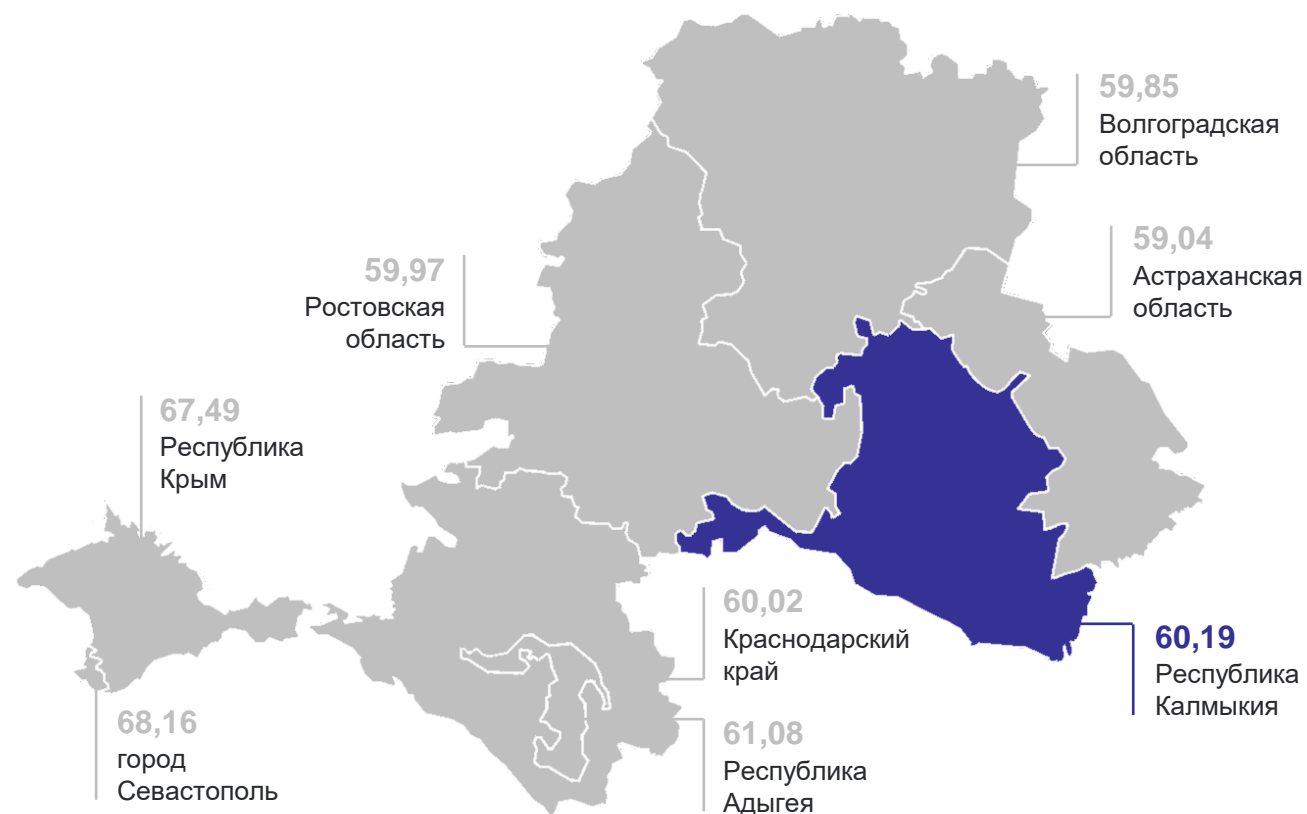 59,85
Волгоградская
область
59,04
Астраханская
область
59,97
Ростовская
область
67,49
Республика
Крым
60,02
Краснодарский
край
60,19
Республика
Калмыкия
68,16
город
Севастополь
61,08
Республика
Адыгея